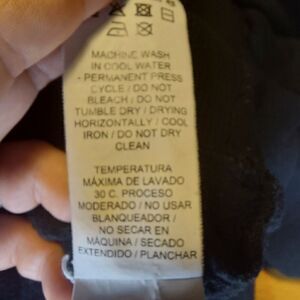 MACHINE WASH
IN COOL WATER
- PERMANENT PRESS
CYCLE / DO NOT
BLEACH / DO NOT
TUMBLE DRY / DRYING
HORIZONTALLY / COOL
IRON / DO NOT DRY
CLEAN
TEMPERATURA
MÁXIMA DE LAVADO
30 C. PROCESO
MODERADO / NO USAR
BLANQUEADOR /
NO SECAR EN
MÁQUINA / SECADO
EXTENDIDO / PLANCHAR